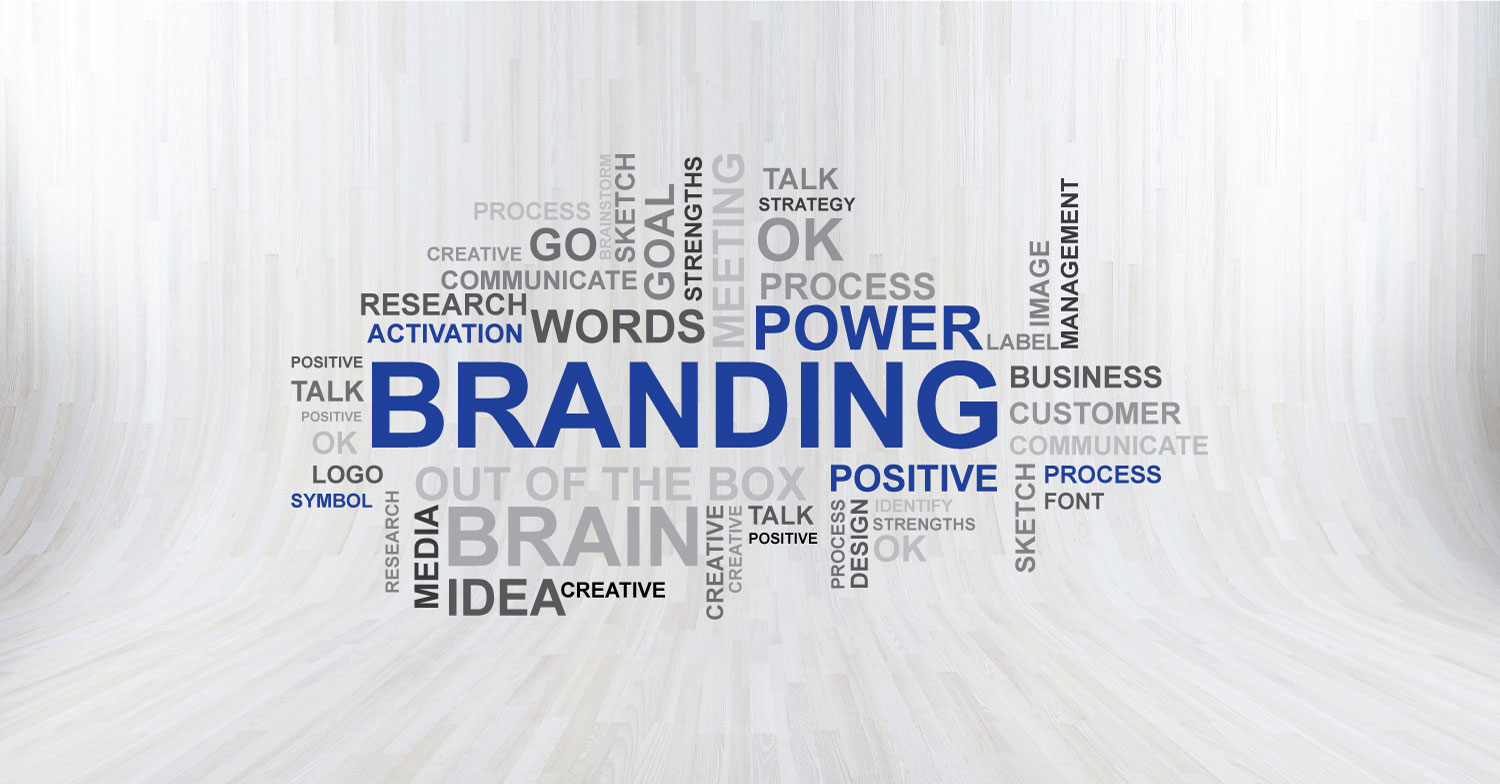 PROCESS
BRAINSTORM
SKETCH
GOAL
STRENGTHS
MEETING
TALK
STRATEGY
OK
PROCESS
CREATIVE
GO
COMMUNICATE
RESEARCH
ACTIVATION
WORDS
POWER
LABEL
IMAGE
MANAGEMENT
POSITIVE
TALK
POSITIVE
OK
BRANDING
BUSINESS
CUSTOMER
COMMUNICATE
LOGO
SYMBOL
OUT OF THE BOX
POSITIVE
SKETCH
PROCESS
FONT
RESEARCH
MEDIA
BRAIN
CREATIVE
CREATIVE
TALK
POSITIVE
PROCESS
DESIGN
IDENTIFY
STRENGTHS
OK
IDEA
CREATIVE